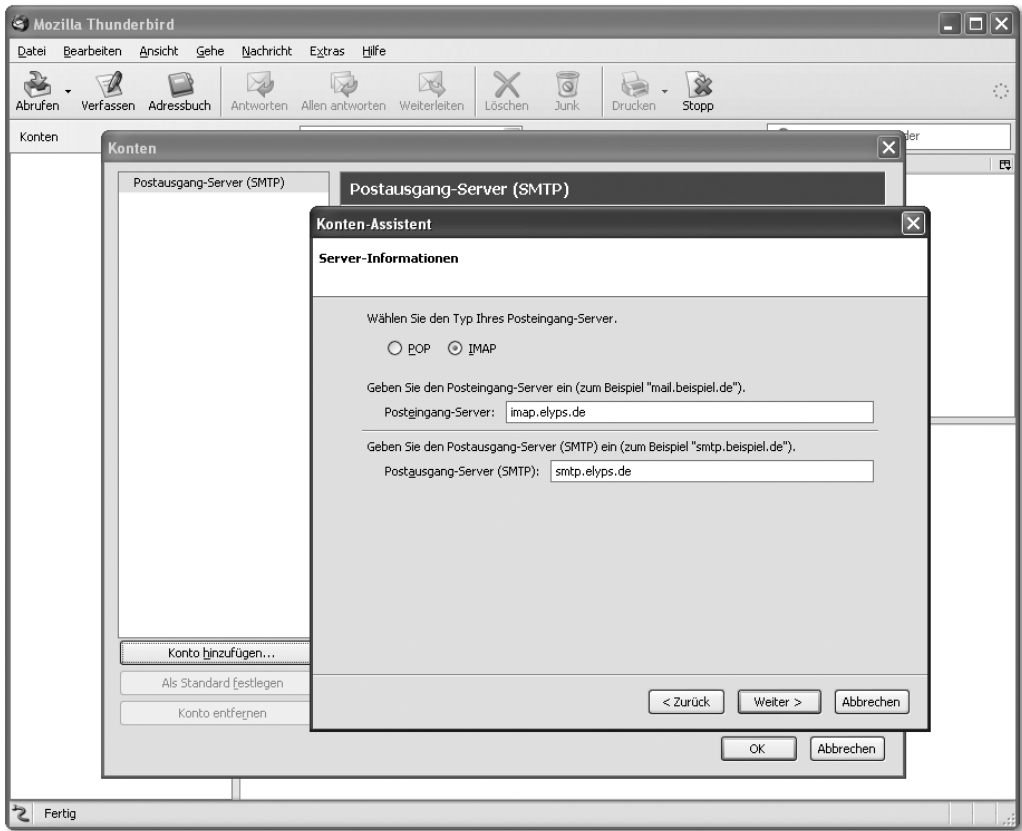 Mozilla Thunderbird
Datei Bearbeiten Ansicht Gehe Nachricht Extras Hilfe
Abrufen Verfassen Adressbuch Antworten Allen antworten Weiterleiten Löschen Junk Drucken Stopp
Konten
Konten
Postausgang-Server (SMTP)
Postausgang-Server (SMTP)
Konten-Assistent
Server-Informationen
Wählen Sie den Typ Ihres Posteingang-Server.
POP IMAP
Geben Sie den Posteingang-Server ein (zum Beispiel "mail.beispiel.de").
Posteingang-Server: imap.elyps.de
Geben Sie den Postausgang-Server (SMTP) ein (zum Beispiel "smtp.beispiel.de").
Postausgang-Server (SMTP): smtp.elyps.de
Konto hinzufügen...
Als Standard festlegen
Konto entfernen
< Zurück Weiter > Abbrechen
OK Abbrechen
Fertig